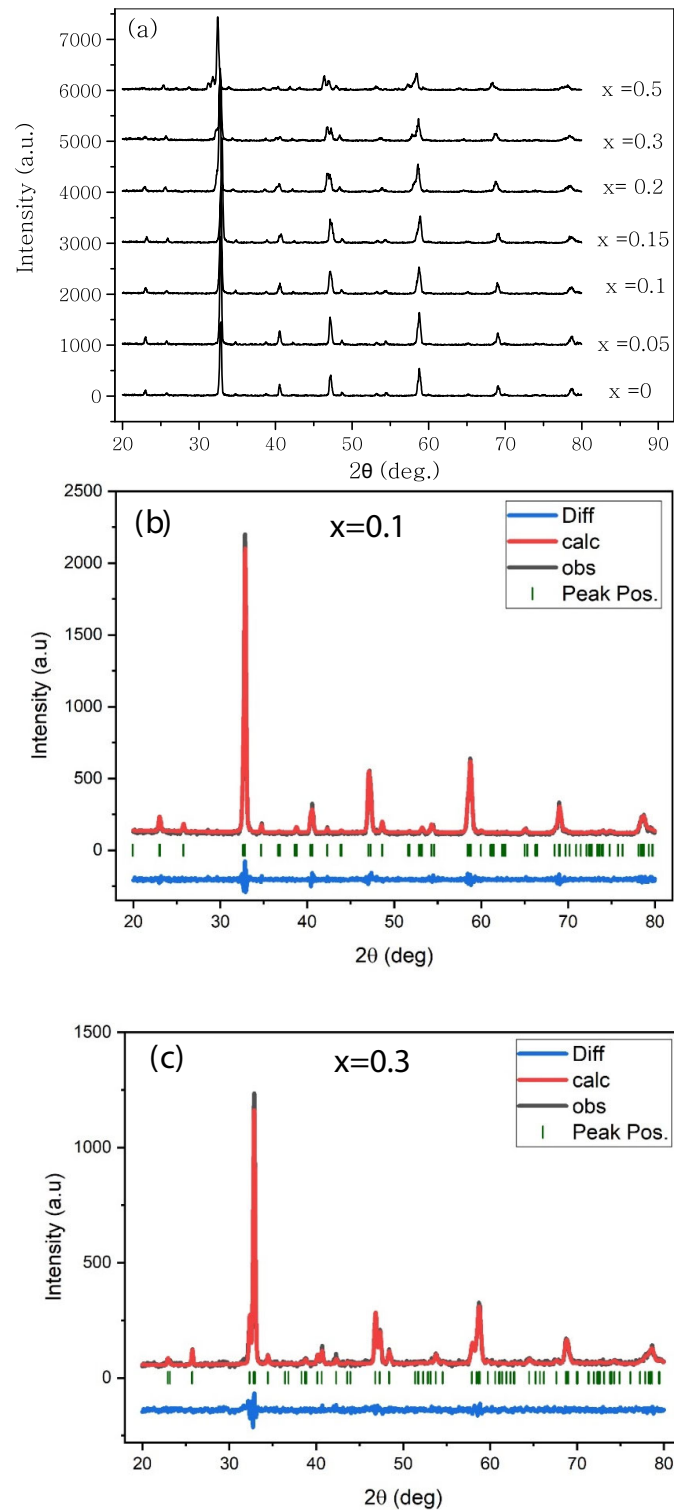 (a)
7000
6000
5000
4000
3000
2000
1000
0
Intensity (a.u.)
x =0.5
x =0.3
x= 0.2
x =0.15
x =0.1
x =0.05
x =0
20 30 40 50 60 70 80 90
2θ (deg.)
(b)
x=0.1
Diff
calc
obs
Peak Pos.
2500
2000
1500
1000
500
0
Intensity (a.u)
20 30 40 50 60 70 80
2θ (deg)
(c)
x=0.3
Diff
calc
obs
Peak Pos.
1500
1000
500
0
Intensity (a.u)
20 30 40 50 60 70 80
2θ (deg)